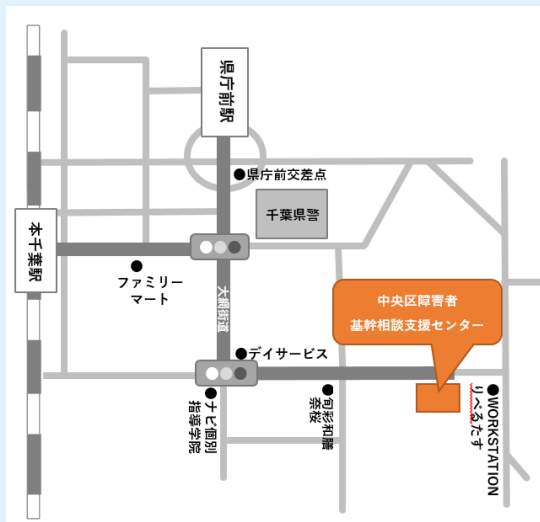 県庁前駅
県庁前交差点
千葉県警
本千葉駅
ファミリー
マート
大網街道
中央区障害者
基幹相談支援センター
デイサービス
ナビ個別
指導学院
旬彩和膳
奈桜
WORKSTATION
りべるたす